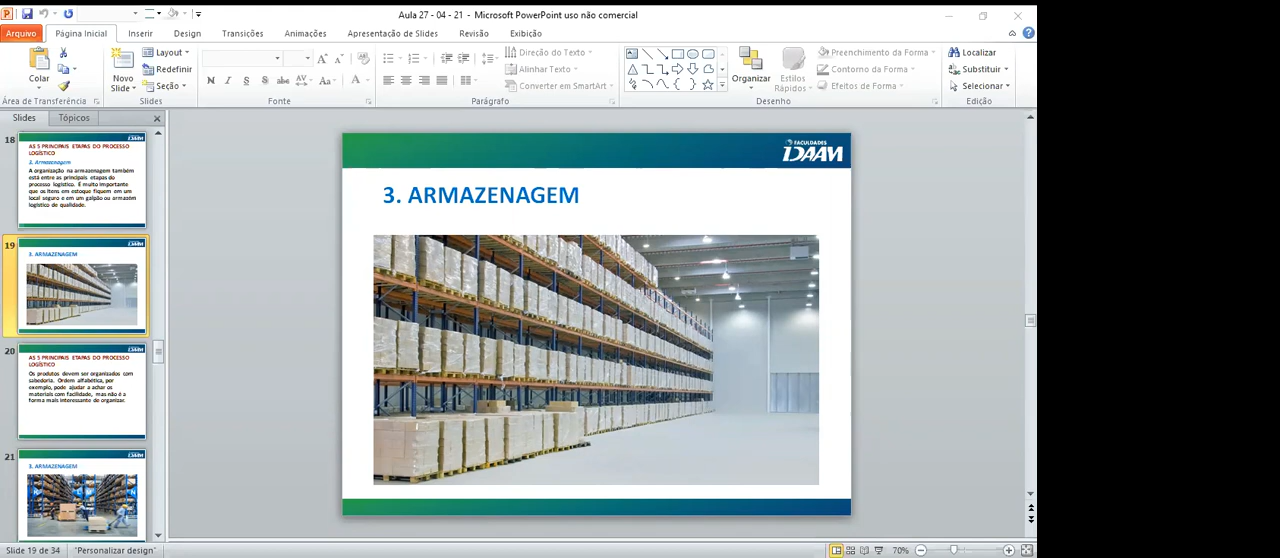 Aula 27 - 04 - 21 - Microsoft PowerPoint uso não comercial
Arquivo Página Inicial Inserir Design Transições Animações Apresentação de Slides Revisão Exibição
Colar
Área de Transferência
Novo Slide
Layout
Redefinir
Seção
Slides
N I S abc AV Aa A
Fonte
Direção do Texto
Alinhar Texto
Converter em SmartArt
Parágrafo
Organizar
Estilos Rápidos
Preenchimento da Forma
Contorno da Forma
Efeitos de Forma
Desenho
Localizar
Substituir
Selecionar
Edição
Slides Tópicos
18
AS 5 PRINCIPAIS ETAPAS DO PROCESSO
LOGÍSTICO
3. Armazenagem
A organização na armazenagem também
está entre as principais etapas do
processo logístico. É muito importante
que os itens em estoque fiquem em um
local seguro e em um galpão ou armazém
logístico de qualidade.
19
3. ARMAZENAGEM
20
AS 5 PRINCIPAIS ETAPAS DO PROCESSO
LOGÍSTICO
Os produtos devem ser organizados com
sabedoria. Ordem alfabética, por
exemplo, pode ajudar a achar os
materiais com facilidade, mas não é a
forma mais interessante de organizar.
21
3. ARMAZENAGEM
FACULDADES
IDAAM
3. ARMAZENAGEM
Slide 19 de 34 "Personalizar design" 70%